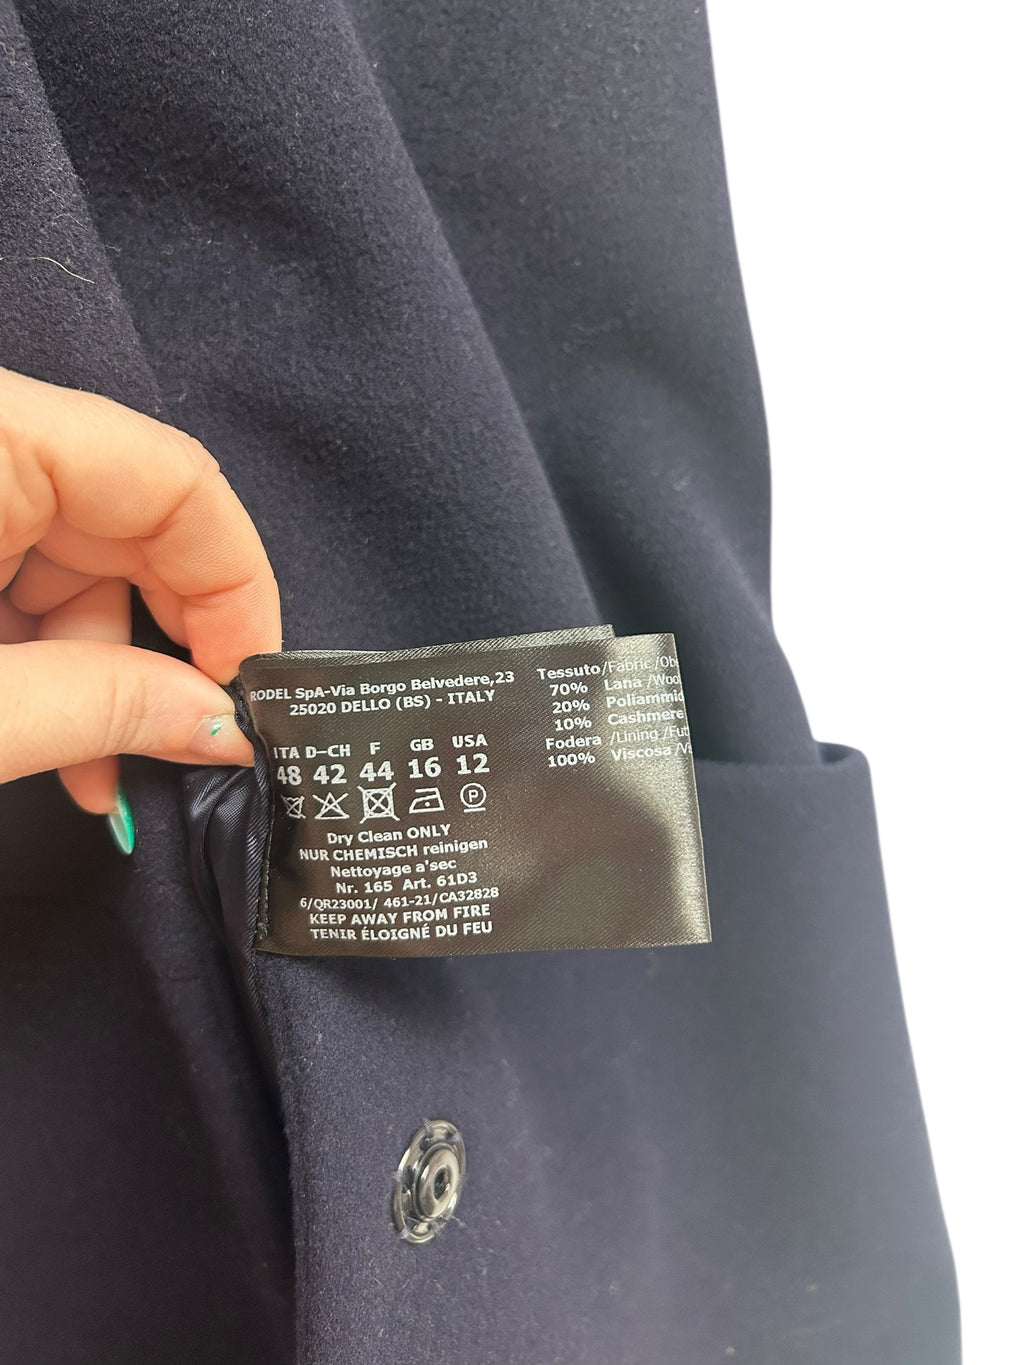 RODEL SpA-Via Borgo Belvedere,23
25020 DELLO (BS) - ITALY
ITA D-CH F GB USA
48 42 44 16 12
P
Dry Clean ONLY
NUR CHEMISCH reinigen
Nettoyage a'sec
Nr. 165 Art. 61D3
6/QR23001/ 461-21/CA32828
KEEP AWAY FROM FIRE
TENIR ÉLOIGNÉ DU FEU
Tessuto/Fabric/
70% Lana
20%
10% Cashmere
Fodera /Lining
100% Viscosa